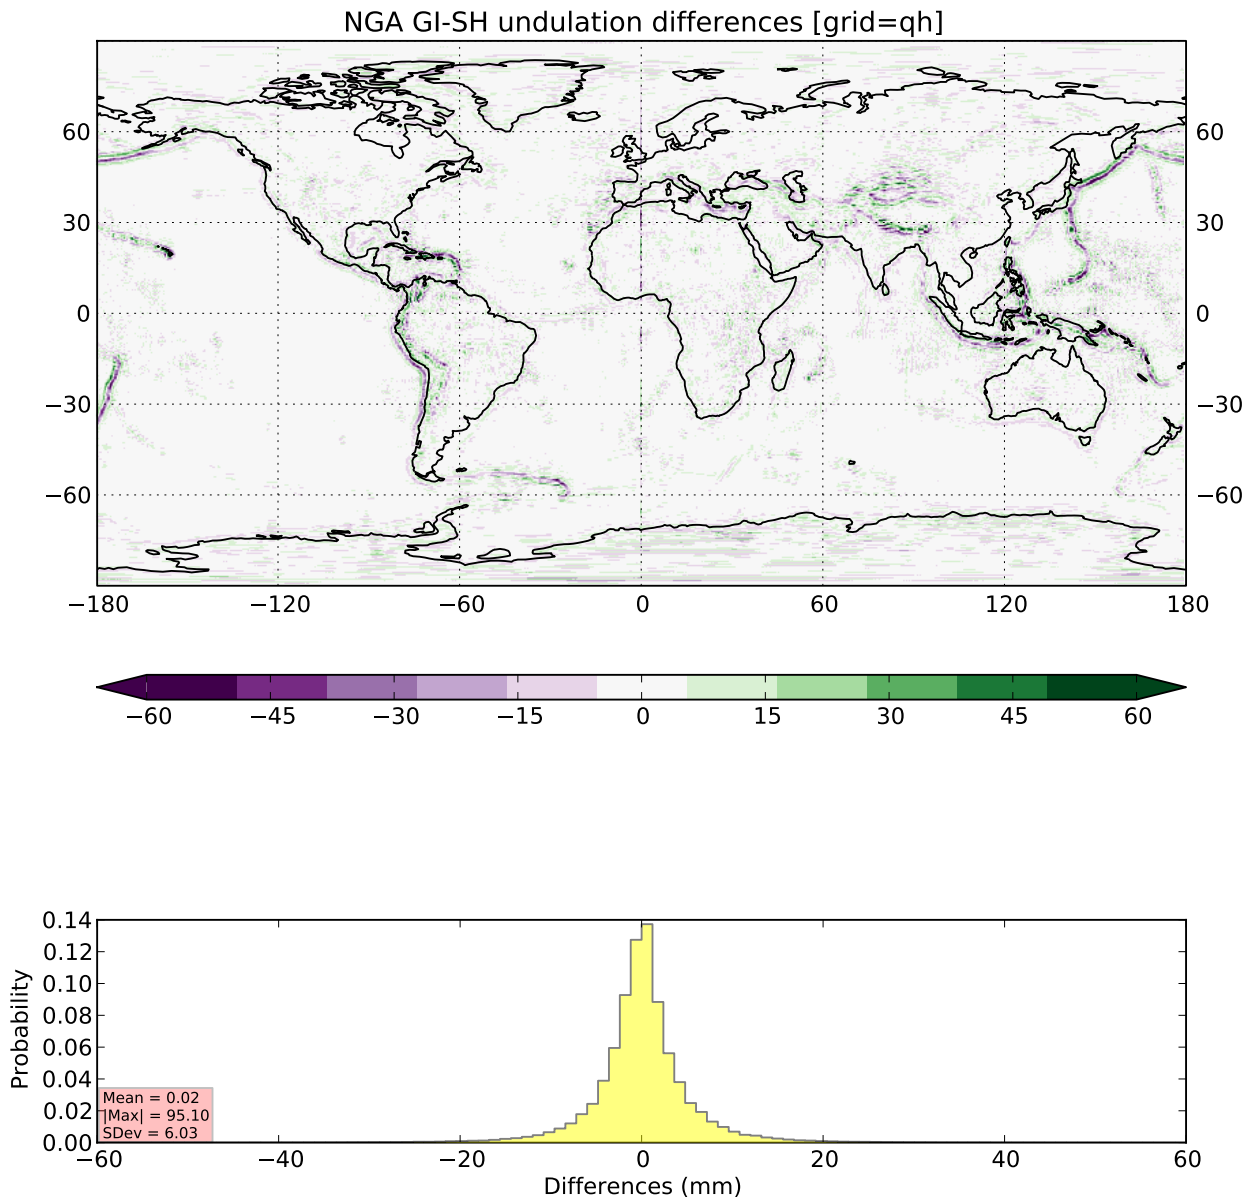 NGA GI-SH undulation differences [grid=qh]
60 60
30 30
0 0
−30 −30
−60 −60
−180 −120 −60 0 60 120 180
−60 −45 −30 −15 0 15 30 45 60
0.14
0.12
0.10
0.08
0.06
0.04
0.02
0.00
Probability
Mean = 0.02
|Max| = 95.10
SDev = 6.03
−60 −40 −20 0 20 40 60
Differences (mm)